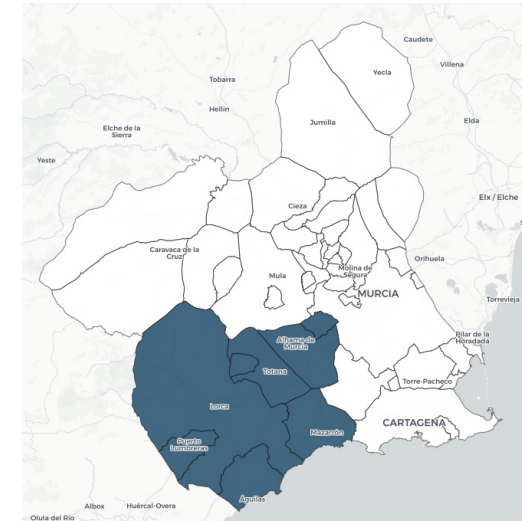 Caudete
Villena
Yecla
Tobarra
Hellín
Elda
Jumilla
Elche de la
Sierra
Yeste
Elx / Elche
Cieza
Caravaca de la
Cruz
Orihuela
Mula
Molina de
Segura
MURCIA
Torrevieja
Pilar de la
Horadada
Alhama de
Murcia
Totana
Torre-Pacheco
Lorca
CARTAGENA
Mazarrón
Puerto
Lumbreras
Águilas
Albox
Huércal-Overa
Olula del Río